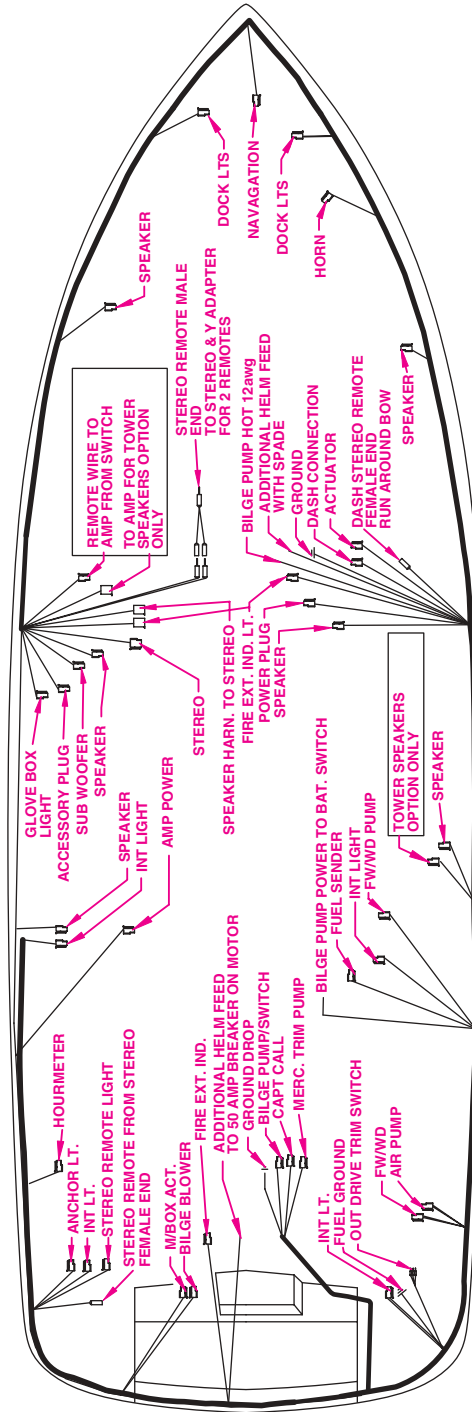 DOCK LTS
NAVAGATION
DOCK LTS
HORN
SPEAKER
SPEAKER
REMOTE WIRE TO
AMP FROM SWITCH
TO AMP FOR TOWER
SPEAKERS OPTION
ONLY
STEREO REMOTE MALE
END
TO STEREO & Y ADAPTER
FOR 2 REMOTES
BILGE PUMP HOT 12awg
ADDITIONAL HELM FEED
WITH SPADE
GROUND
DASH CONNECTION
ACTUATOR
DASH STEREO REMOTE
FEMALE END
RUN AROUND BOW
GLOVE BOX
LIGHT
ACCESSORY PLUG
SUB WOOFER
SPEAKER
STEREO
SPEAKER HARN. TO STEREO
FIRE EXT. IND. LT.
POWER PLUG
SPEAKER
SPEAKER
INT LIGHT
AMP POWER
BILGE PUMP POWER TO BAT. SWITCH
FUEL SENDER
INT LIGHT
FW/WD PUMP
TOWER SPEAKERS
OPTION ONLY
SPEAKER
HOURMETER
ANCHOR LT.
INT LT.
STEREO REMOTE LIGHT
STEREO REMOTE FROM STEREO
FEMALE END
M/BOX ACT.
BILGE BLOWER
FIRE EXT. IND.
ADDITIONAL HELM FEED
TO 50 AMP BREAKER ON MOTOR
GROUND DROP
BILGE PUMP/SWITCH
CAPT CALL
MERC. TRIM PUMP
INT LT.
FUEL GROUND
OUT DRIVE TRIM SWITCH
FW/WD
AIR PUMP